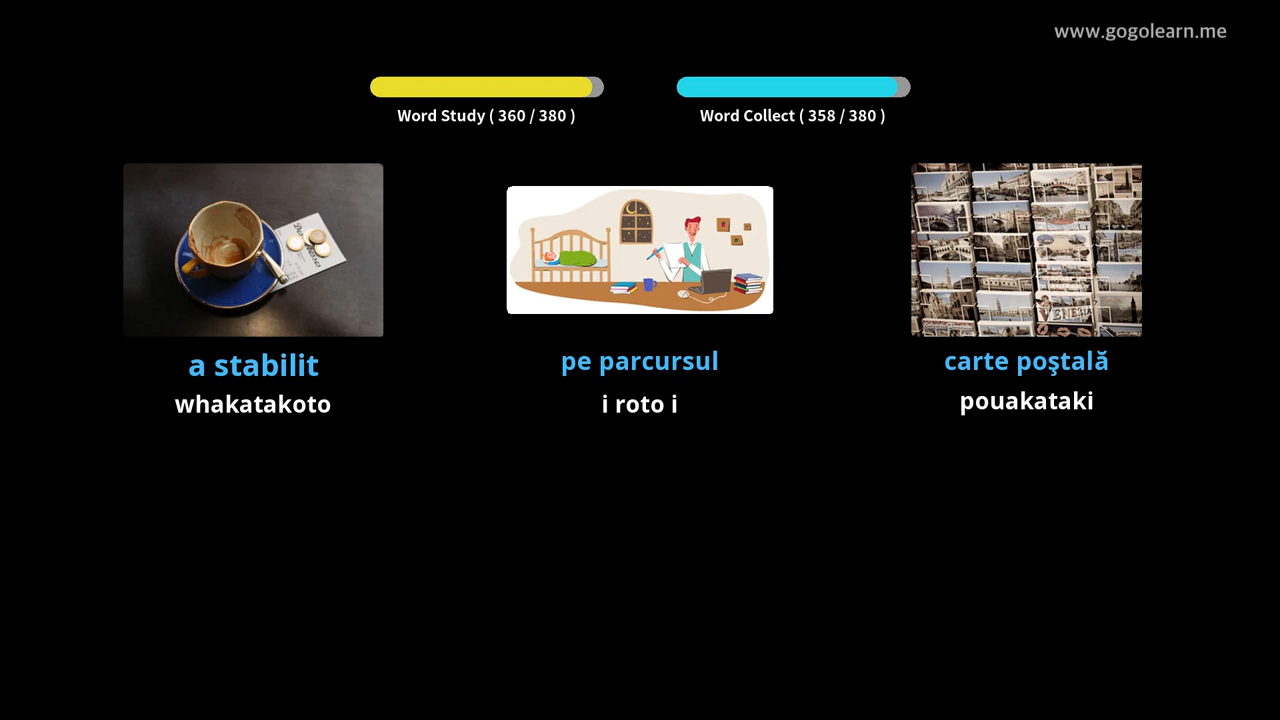 www.gogolearn.me
Word Study ( 360 / 380 )
Word Collect ( 358 / 380 )
a stabilit
whakatakoto
pe parcursul
i roto i
carte poştală
pouakataki